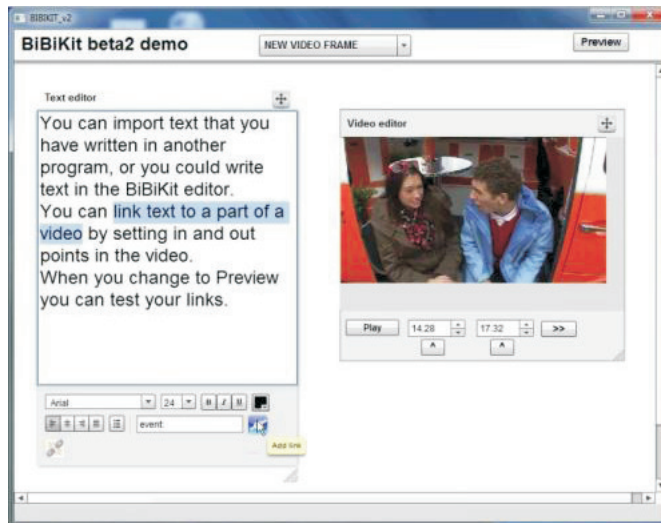 BIBIKIT_v2
BiBiKit beta2 demo
NEW VIDEO FRAME
Preview
Text editor
You can import text that you
have written in another
program, or you could write
text in the BiBiKit editor.
You can link text to a part of a
video by setting in and out
points in the video.
When you change to Preview
you can test your links.
Arial
24
B I U
event
Add link
Video editor
Play
14.28
17.32
>>
^
^